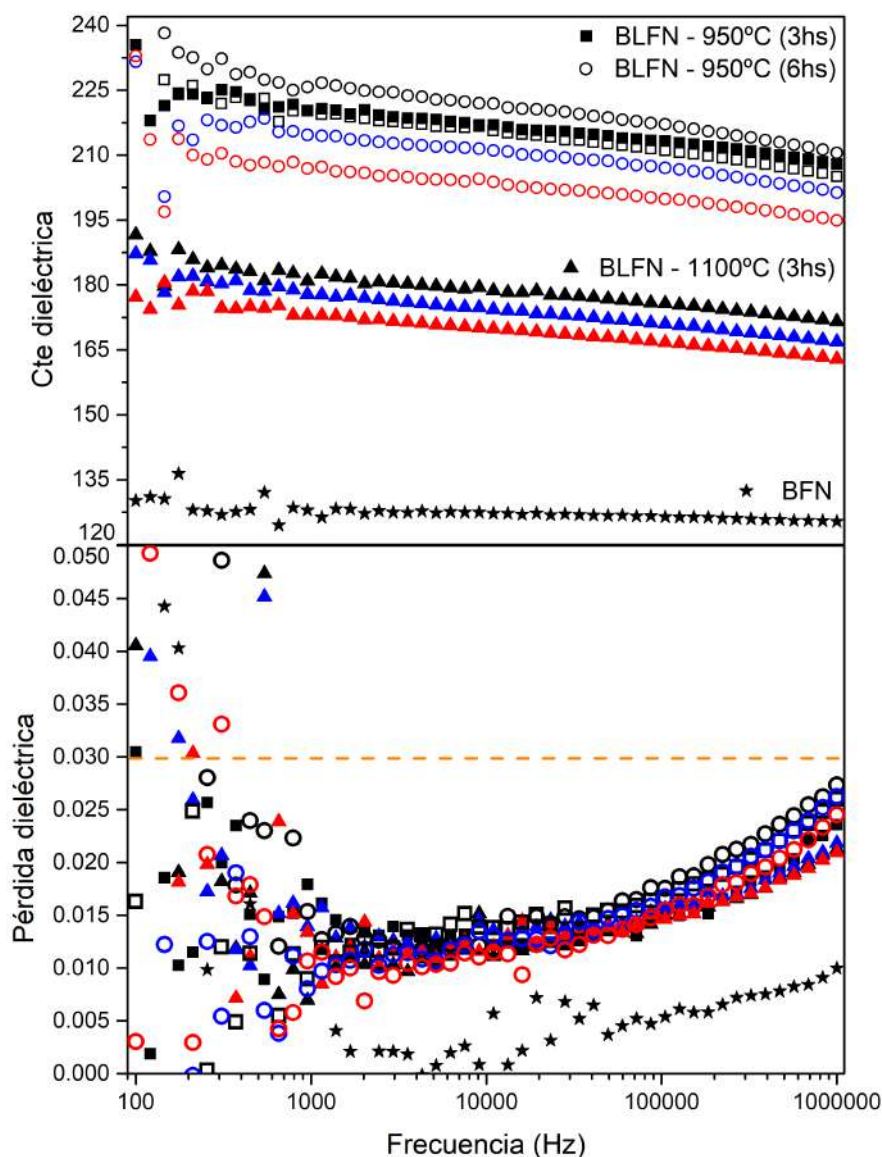 240
225
210
195
180
165
150
135
120
Cte dieléctrica
BLFN - 950ºC (3hs)
BLFN - 950ºC (6hs)
BLFN - 1100ºC (3hs)
BFN
0.050
0.045
0.040
0.035
0.030
0.025
0.020
0.015
0.010
0.005
0.000
Pérdida dieléctrica
100 1000 10000 100000 1000000
Frecuencia (Hz)